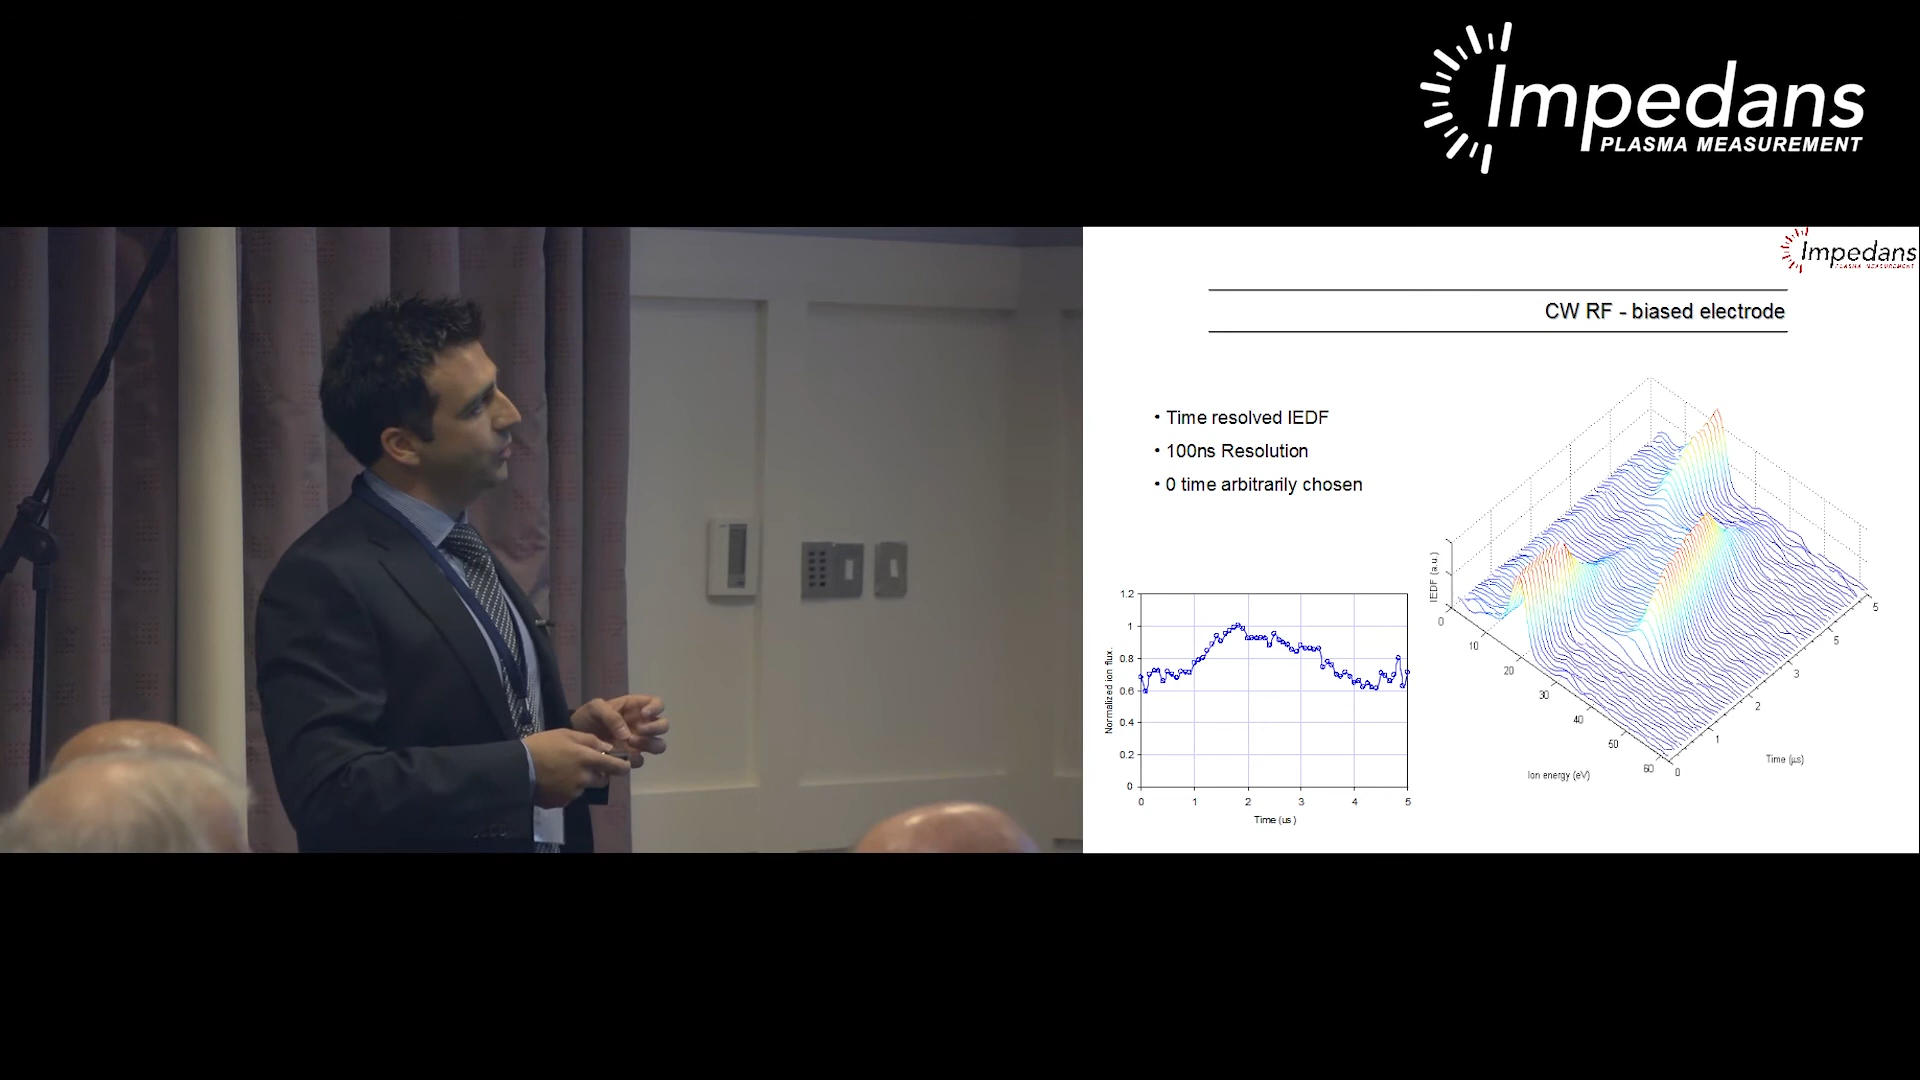 Impedans
PLASMA MEASUREMENT
Impedans
PLASMA MEASUREMENT
CW RF - biased electrode
• Time resolved IEDF
• 100ns Resolution
• 0 time arbitrarily chosen
1.2
1
0.8
0.6
0.4
0.2
0
Normalized ion flux.
0 1 2 3 4 5
Time (us)
IEDF (a.u.)
0
10
20
30
40
50
60
Ion energy (eV)
0
1
2
3
5
5
Time (μs)